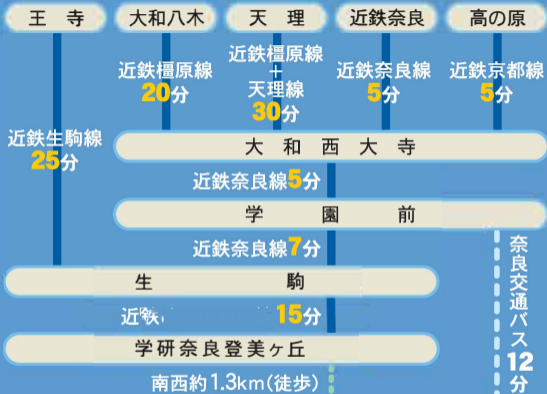 王寺
大和八木
天理
近鉄奈良
高の原
近鉄橿原線
20分
近鉄橿原線
+
天理線
30分
近鉄奈良線
5分
近鉄京都線
5分
近鉄生駒線
25分
大和西大寺
近鉄奈良線5分
学園前
近鉄奈良線7分
奈良交通バス12分
生駒
近鉄 15分
学研奈良登美ヶ丘
南西約1.3km(徒歩)